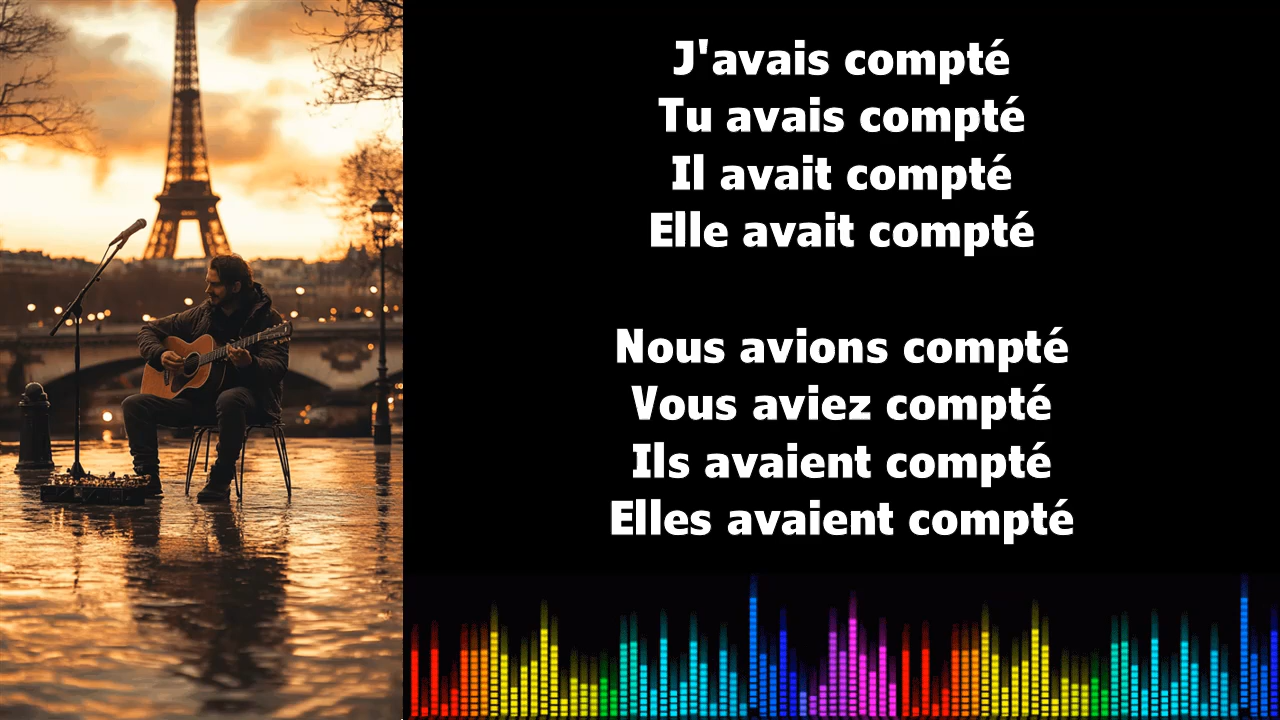 J'avais compté
Tu avais compté
Il avait compté
Elle avait compté
Nous avions compté
Vous aviez compté
Ils avaient compté
Elles avaient compté